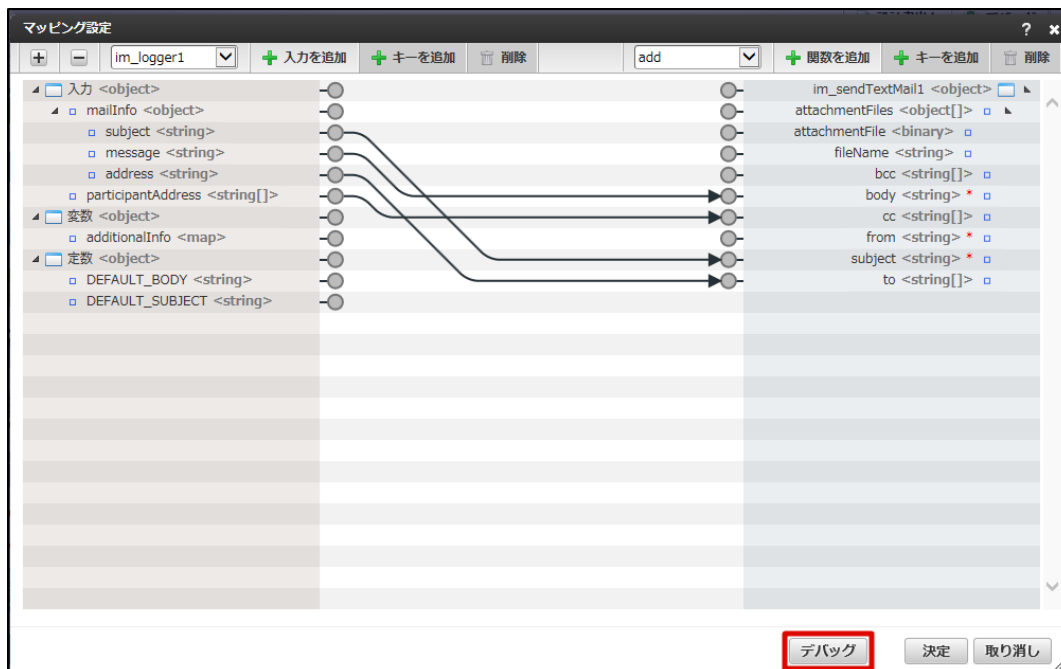 マッピング設定
? ×
im_logger1 入力を追加 キーを追加 削除 add 関数を追加 キーを追加 削除
入力 <object> im_sendTextMail1 <object>
mailInfo <object> attachmentFiles <object[]>
subject <string> attachmentFile <binary>
message <string> fileName <string>
address <string> bcc <string[]>
participantAddress <string[]> body <string> *
変数 <object> cc <string[]>
additionalInfo <map> from <string> *
定数 <object> subject <string> *
DEFAULT_BODY <string> to <string[]>
DEFAULT_SUBJECT <string>
デバッグ 決定 取り消し